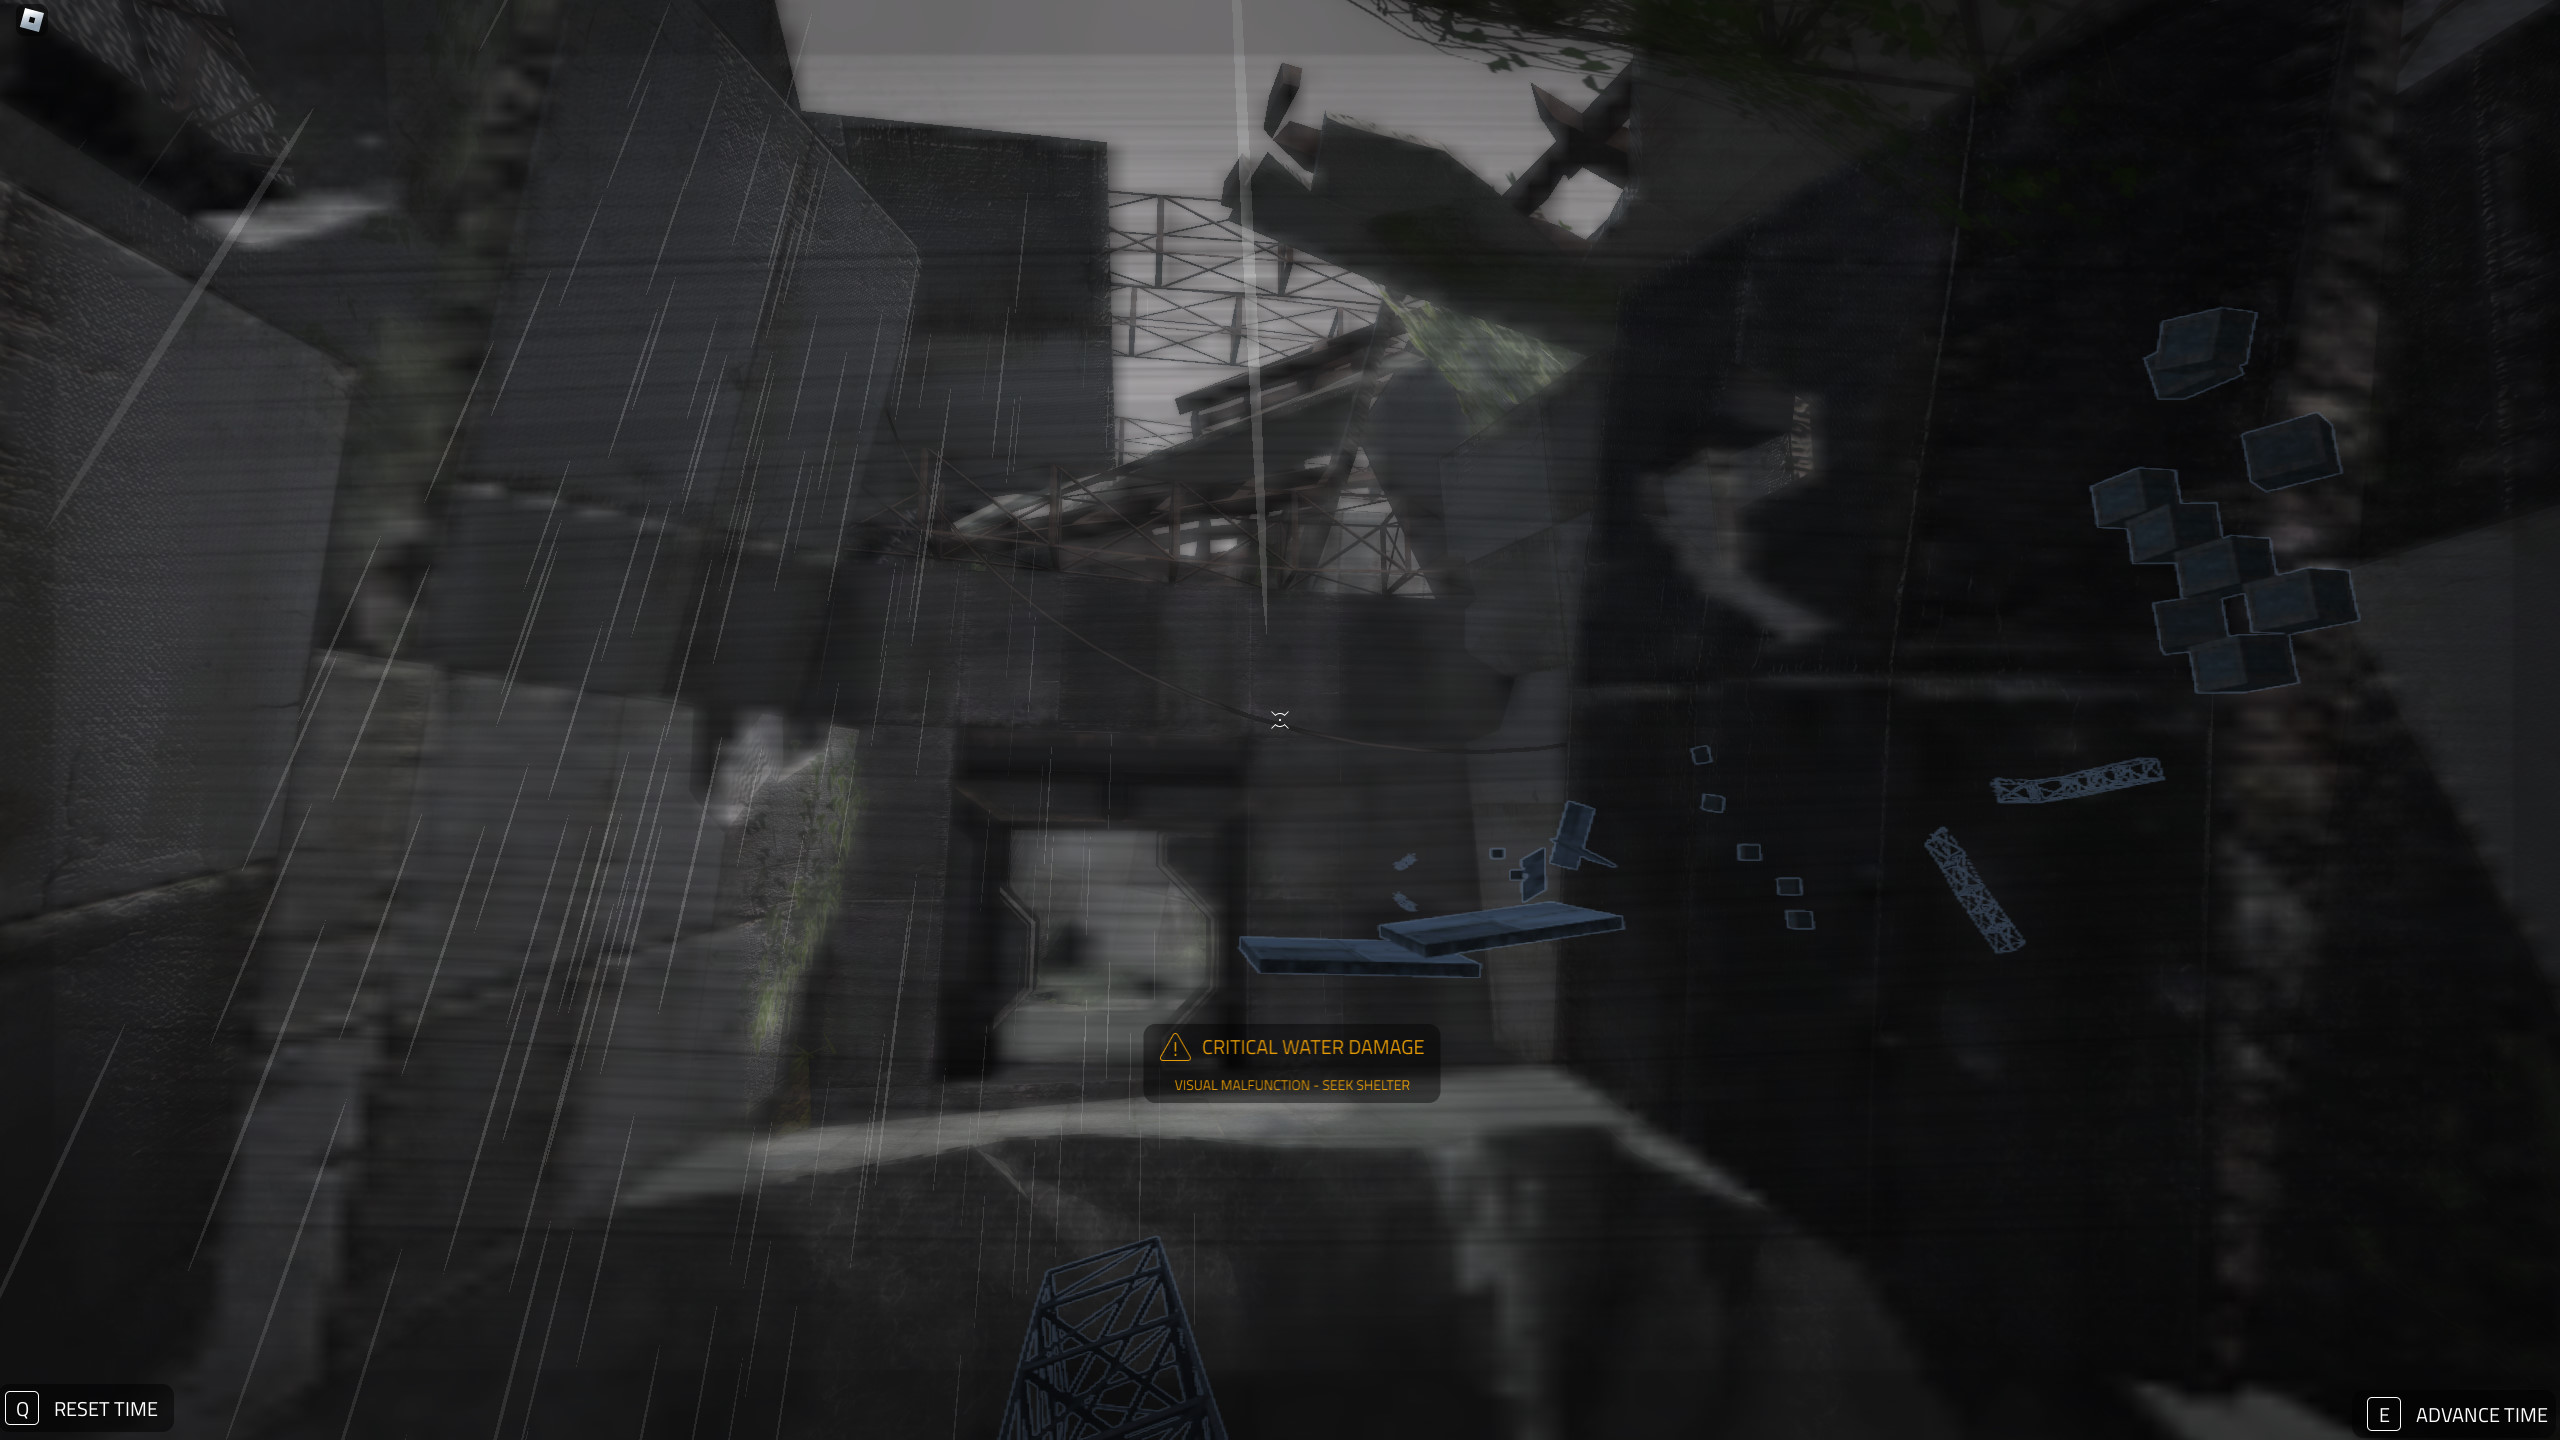 CRITICAL WATER DAMAGE
VISUAL MALFUNCTION - SEEK SHELTER
Q RESET TIME
E ADVANCE TIME